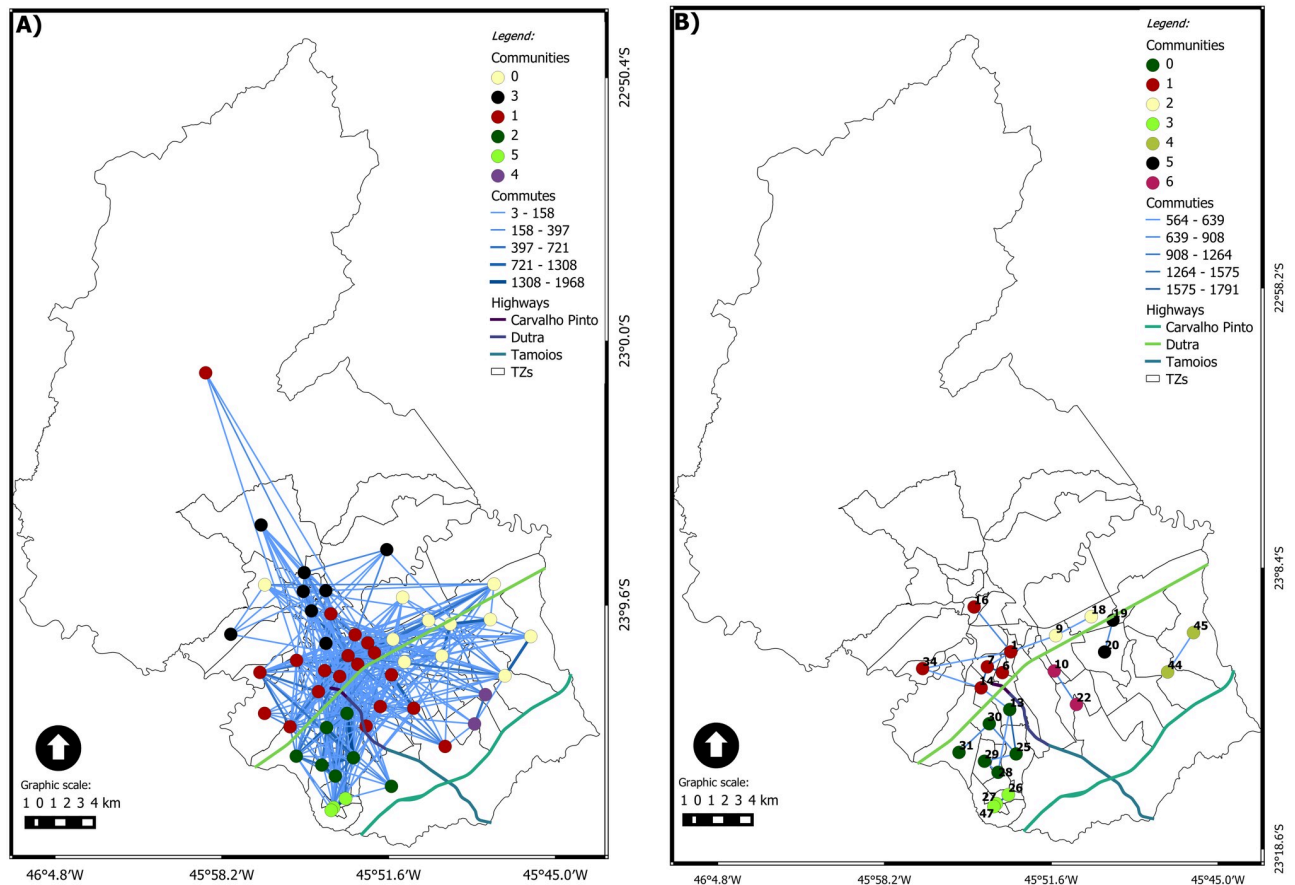 A)
Legend:
Communities
0
3
1
2
5
4
Commutes
3 - 158
158 - 397
397 - 721
721 - 1308
1308 - 1968
Highways
Carvalho Pinto
Dutra
Tamoios
TZs
22°50.4'S
23°0.0'S
23°9.6'S
Graphic scale:
1 0 1 2 3 4 km
46°4.8'W
45°58.2'W
45°51.6'W
45°45.0'W
B)
Legend:
Communities
0
1
2
3
4
5
6
Commuties
564 - 639
639 - 908
908 - 1264
1264 - 1575
1575 - 1791
Highways
Carvalho Pinto
Dutra
Tamoios
TZs
22°58.2'S
23°8.4'S
23°18.6'S
16
18
19
9
45
1
20
34
7
6
10
44
14
22
13
30
31
29
25
28
26
27
47
Graphic scale:
1 0 1 2 3 4 km
46°4.8'W
45°58.2'W
45°51.6'W
45°45.0'W